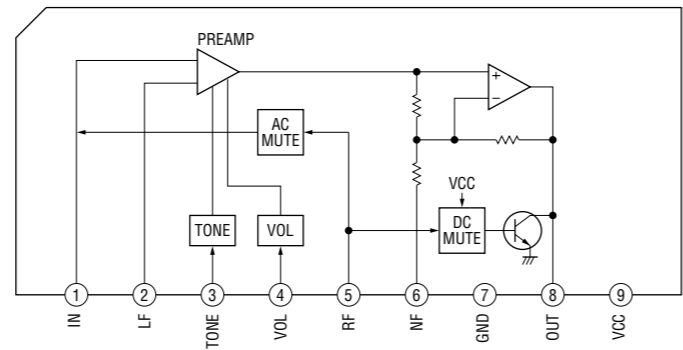 PREAMP
+
−
AC
MUTE
VCC
TONE
VOL
DC
MUTE
1 2 3 4 5 6 7 8 9
IN LF TONE VOL RF NF GND OUT VCC